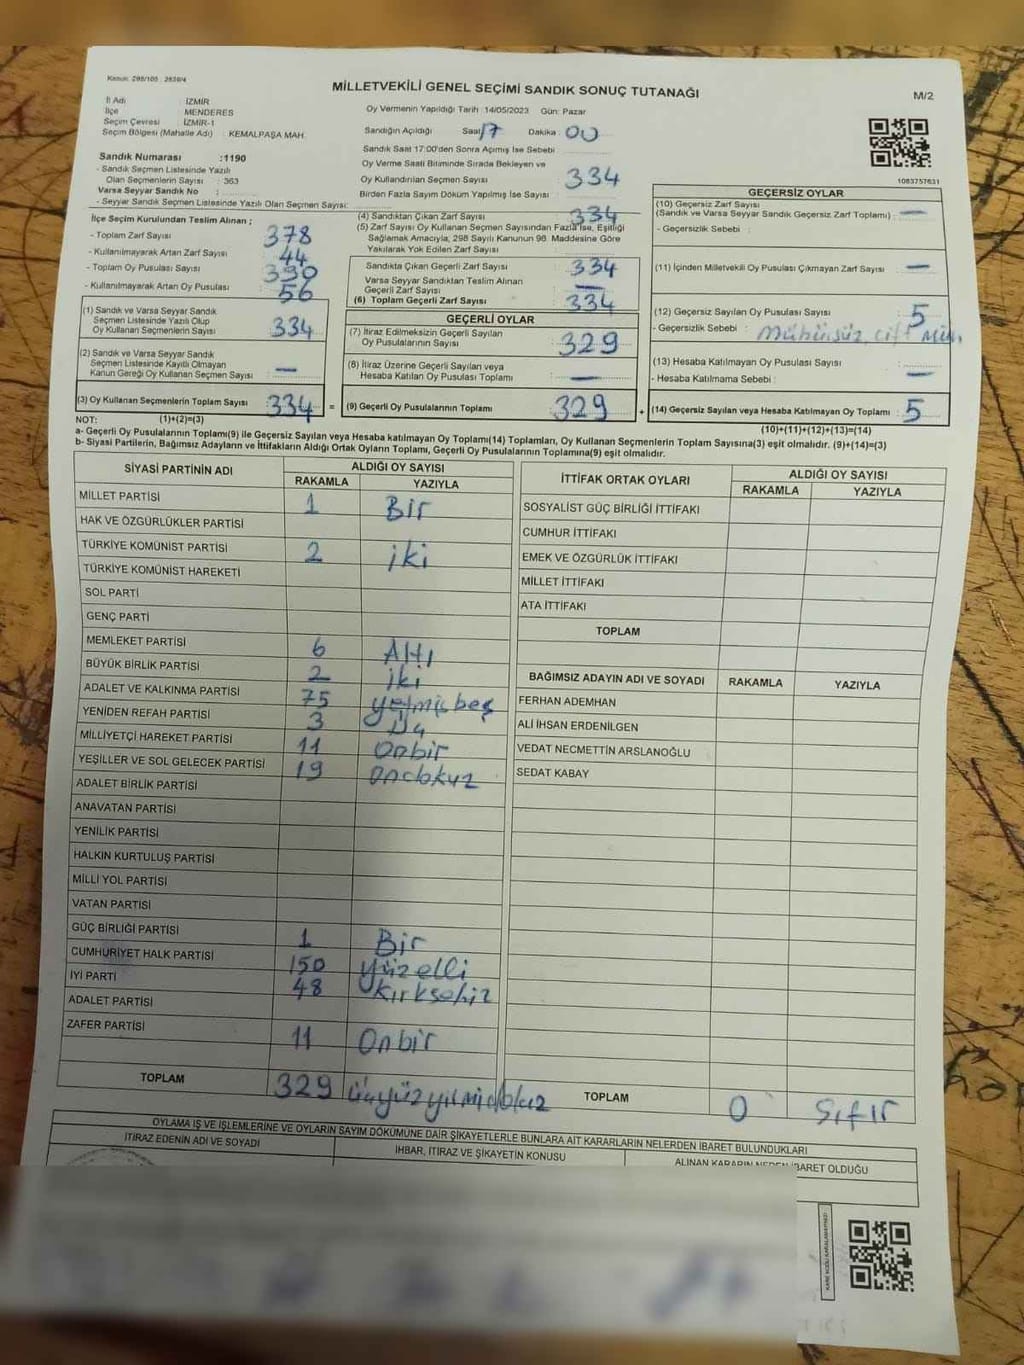 Kanun: 298/105 2839/4
MİLLETVEKİLİ GENEL SEÇİMİ SANDIK SONUÇ TUTANAĞI
M/2
İl Adı : İZMİR
İlçe : MENDERES
Seçim Çevresi : İZMİR-1
Seçim Bölgesi (Mahalle Adı) : KEMALPAŞA MAH.
Oy Vermenin Yapıldığı Tarih :14/05/2023 Gün: Pazar
Sandığın Açıldığı Saat 17 Dakika : 00
Sandık Saat 17:00'den Sonra Açılmış İse Sebebi
Oy Verme Saati Bitiminde Sırada Bekleyen ve
Oy Kullandırılan Seçmen Sayısı : 334
Birden Fazla Sayım Döküm Yapılmış İse Sayısı
1083757631
Sandık Numarası :1190
- Sandık Seçmen Listesinde Yazılı
Olan Seçmenlerin Sayısı : 363
Varsa Seyyar Sandık No :
- Seyyar Sandık Seçmen Listesinde Yazılı Olan Seçmen Sayısı:
İlçe Seçim Kurulundan Teslim Alınan ;
- Toplam Zarf Sayısı : 378
- Kullanılmayarak Artan Zarf Sayısı : 44
- Toplam Oy Pusulası Sayısı : 390
- Kullanılmayarak Artan Oy Pusulası : 56
(1) Sandık ve Varsa Seyyar Sandık
Seçmen Listesinde Yazılı Olup
Oy Kullanan Seçmenlerin Sayısı : 334
(2) Sandık ve Varsa Seyyar Sandık
Seçmen Listesinde Kayıtlı Olmayan
Kanun Gereği Oy Kullanan Seçmen Sayısı : —
(3) Oy Kullanan Seçmenlerin Toplam Sayısı : 334 =
(4) Sandıktan Çıkan Zarf Sayısı : 334
(5) Zarf Sayısı Oy Kullanan Seçmen Sayısından Fazla İse, Eşitliği
Sağlamak Amacıyla, 298 Sayılı Kanunun 98. Maddesine Göre
Yakılarak Yok Edilen Zarf Sayısı :
Sandıkta Çıkan Geçerli Zarf Sayısı : 334
Varsa Seyyar Sandıktan Teslim Alınan
Geçerli Zarf Sayısı : —
(6) Toplam Geçerli Zarf Sayısı : 334
GEÇERLİ OYLAR
(7) İtiraz Edilmeksizin Geçerli Sayılan
Oy Pusulalarının Sayısı : 329
(8) İtiraz Üzerine Geçerli Sayılan veya
Hesaba Katılan Oy Pusulası Toplamı : —
(9) Geçerli Oy Pusulalarının Toplamı : 329 +
GEÇERSİZ OYLAR
(10) Geçersiz Zarf Sayısı
(Sandık ve Varsa Seyyar Sandık Geçersiz Zarf Toplamı) : —
- Geçersizlik Sebebi :
(11) İçinden Milletvekili Oy Pusulası Çıkmayan Zarf Sayısı : —
(12) Geçersiz Sayılan Oy Pusulası Sayısı : 5
- Geçersizlik Sebebi : Mühürsüz, çift
(13) Hesaba Katılmayan Oy Pusulası Sayısı : —
- Hesaba Katılmama Sebebi :
(14) Geçersiz Sayılan veya Hesaba Katılmayan Oy Toplamı : 5
NOT: (1)+(2)=(3)
(10)+(11)+(12)+(13)=(14)
a- Geçerli Oy Pusulalarının Toplamı(9) ile Geçersiz Sayılan veya Hesaba katılmayan Oy Toplamı(14) Toplamları, Oy Kullanan Seçmenlerin Toplam Sayısına(3) eşit olmalıdır. (9)+(14)=(3)
b- Siyasi Partilerin, Bağımsız Adayların ve İttifakların Aldığı Ortak Oyların Toplamı, Geçerli Oy Pusulalarının Toplamına(9) eşit olmalıdır.
SİYASİ PARTİNİN ADI ALDIĞI OY SAYISI
RAKAMLA YAZIYLA
MİLLET PARTİSİ 1 Bir
HAK VE ÖZGÜRLÜKLER PARTİSİ
TÜRKİYE KOMÜNİST PARTİSİ 2 iki
TÜRKİYE KOMÜNİST HAREKETİ
SOL PARTİ
GENÇ PARTİ
MEMLEKET PARTİSİ 6 Altı
BÜYÜK BİRLİK PARTİSİ 2 iki
ADALET VE KALKINMA PARTİSİ 75 yetmiş beş
YENİDEN REFAH PARTİSİ 3 Üç
MİLLİYETÇİ HAREKET PARTİSİ 11 onbir
YEŞİLLER VE SOL GELECEK PARTİSİ 19 ondokuz
ADALET BİRLİK PARTİSİ
ANAVATAN PARTİSİ
YENİLİK PARTİSİ
HALKIN KURTULUŞ PARTİSİ
MİLLİ YOL PARTİSİ
VATAN PARTİSİ
GÜÇ BİRLİĞİ PARTİSİ 1 Bir
CUMHURİYET HALK PARTİSİ 150 yüzelli
İYİ PARTİ 48 kırksekiz
ADALET PARTİSİ
ZAFER PARTİSİ 11 Onbir
TOPLAM 329 üçyüzyirmidokuz
İTTİFAK ORTAK OYLARI ALDIĞI OY SAYISI
RAKAMLA YAZIYLA
SOSYALİST GÜÇ BİRLİĞİ İTTİFAKI
CUMHUR İTTİFAKI
EMEK VE ÖZGÜRLÜK İTTİFAKI
MİLLET İTTİFAKI
ATA İTTİFAKI
TOPLAM
BAĞIMSIZ ADAYIN ADI VE SOYADI RAKAMLA YAZIYLA
FERHAN ADEMHAN
ALİ İHSAN ERDENİLGEN
VEDAT NECMETTİN ARSLANOĞLU
SEDAT KABAY
TOPLAM 0 Sıfır
OYLAMA İŞ VE İŞLEMLERİNE VE OYLARIN SAYIM DÖKÜMÜNE DAİR ŞİKAYETLERLE BUNLARA AİT KARARLARIN NELERDEN İBARET BULUNDUKLARI
İTİRAZ EDENİN ADI VE SOYADI İHBAR, İTİRAZ VE ŞİKAYETİN KONUSU ALINAN KARARIN NEDEN İBARET OLDUĞU